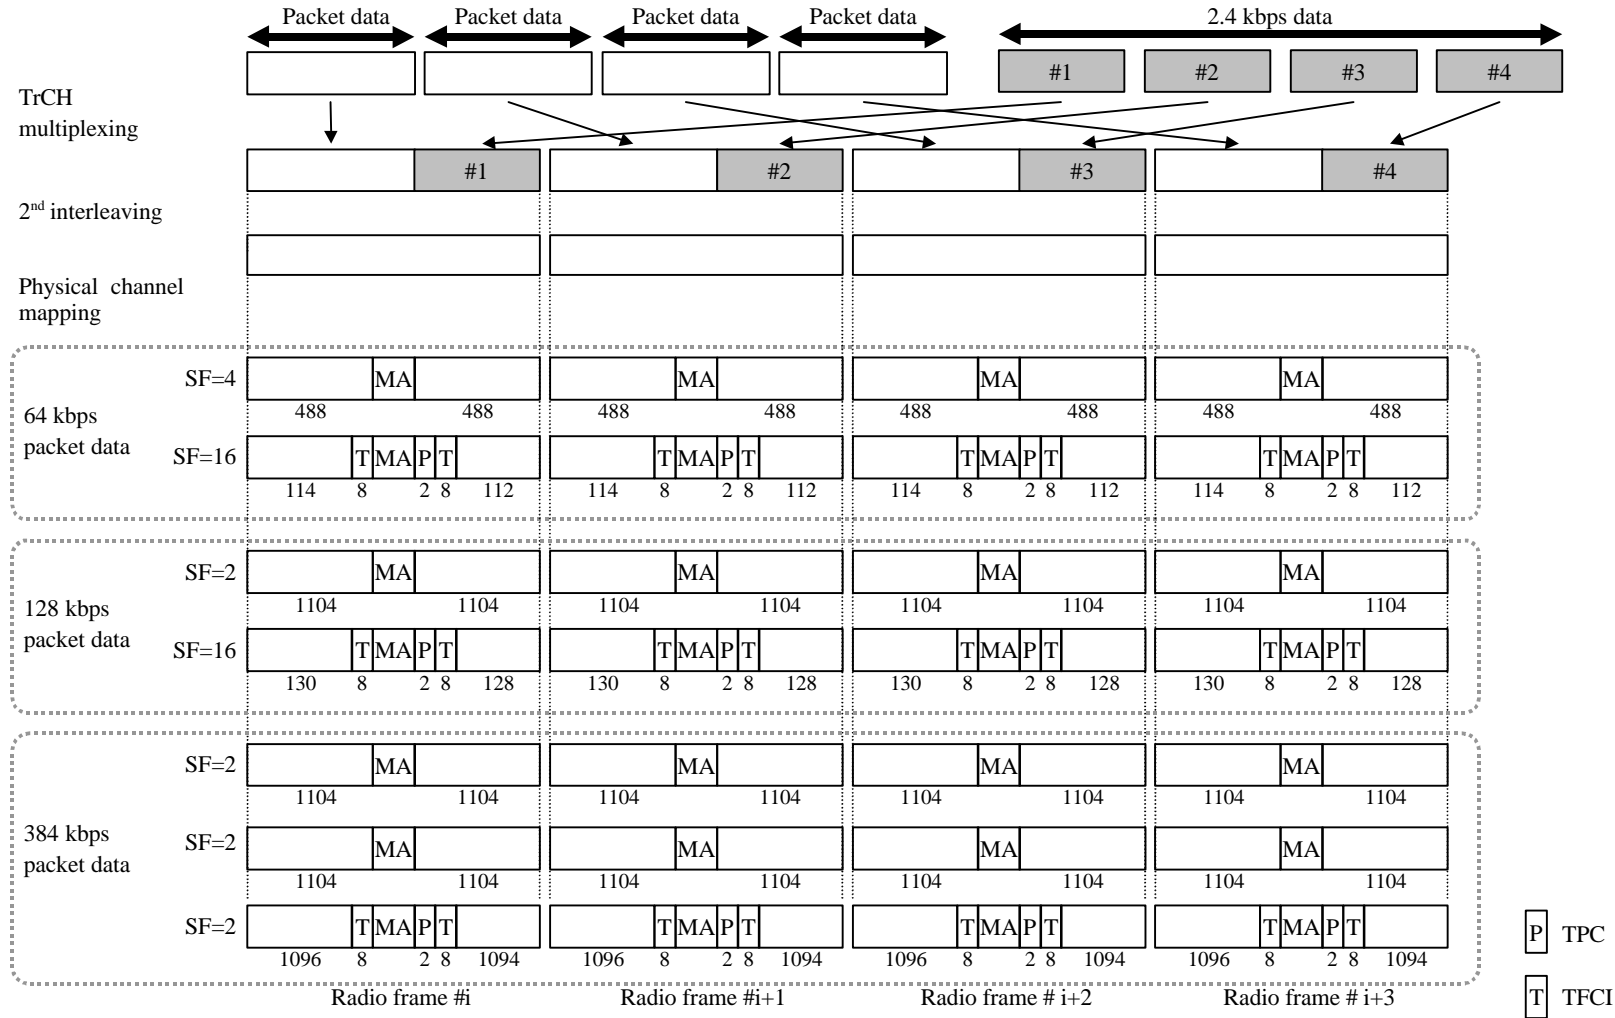 Packet data Packet data Packet data Packet data 2.4 kbps data
#1 #2 #3 #4
TrCH
multiplexing
#1 #2 #3 #4
2nd interleaving
Physical channel
mapping
64 kbps
packet data
SF=4 MA MA MA MA
488 488 488 488 488 488 488 488
SF=16 T MA P T T MA P T T MA P T T MA P T
114 8 2 8 112 114 8 2 8 112 114 8 2 8 112 114 8 2 8 112
128 kbps
packet data
SF=2 MA MA MA MA
1104 1104 1104 1104 1104 1104 1104 1104
SF=16 T MA P T T MA P T T MA P T T MA P T
130 8 2 8 128 130 8 2 8 128 130 8 2 8 128 130 8 2 8 128
384 kbps
packet data
SF=2 MA MA MA MA
1104 1104 1104 1104 1104 1104 1104 1104
SF=2 MA MA MA MA
1104 1104 1104 1104 1104 1104 1104 1104
SF=2 T MA P T T MA P T T MA P T T MA P T
1096 8 2 8 1094 1096 8 2 8 1094 1096 8 2 8 1094 1096 8 2 8 1094
Radio frame #i Radio frame #i+1 Radio frame # i+2 Radio frame # i+3
P TPC
T TFCI